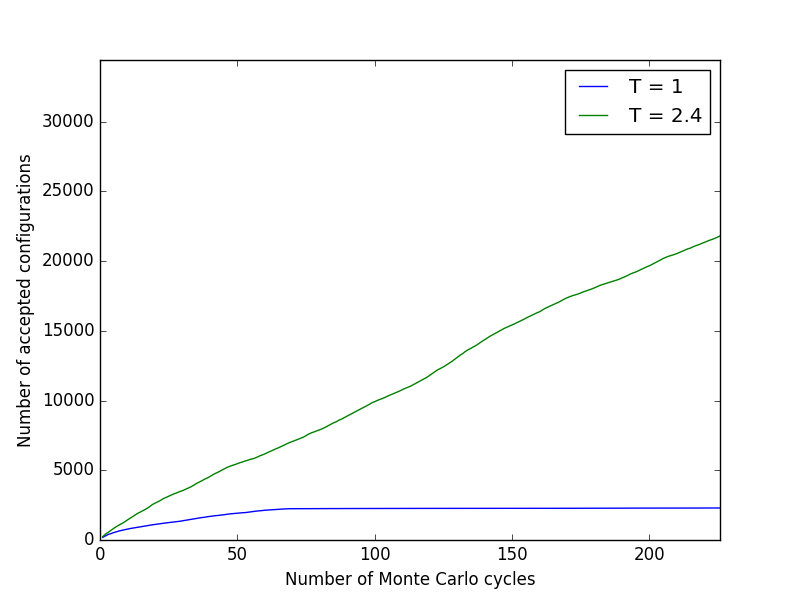 T = 1
T = 2.4
30000
25000
20000
15000
10000
5000
0
Number of accepted configurations
0 50 100 150 200
Number of Monte Carlo cycles